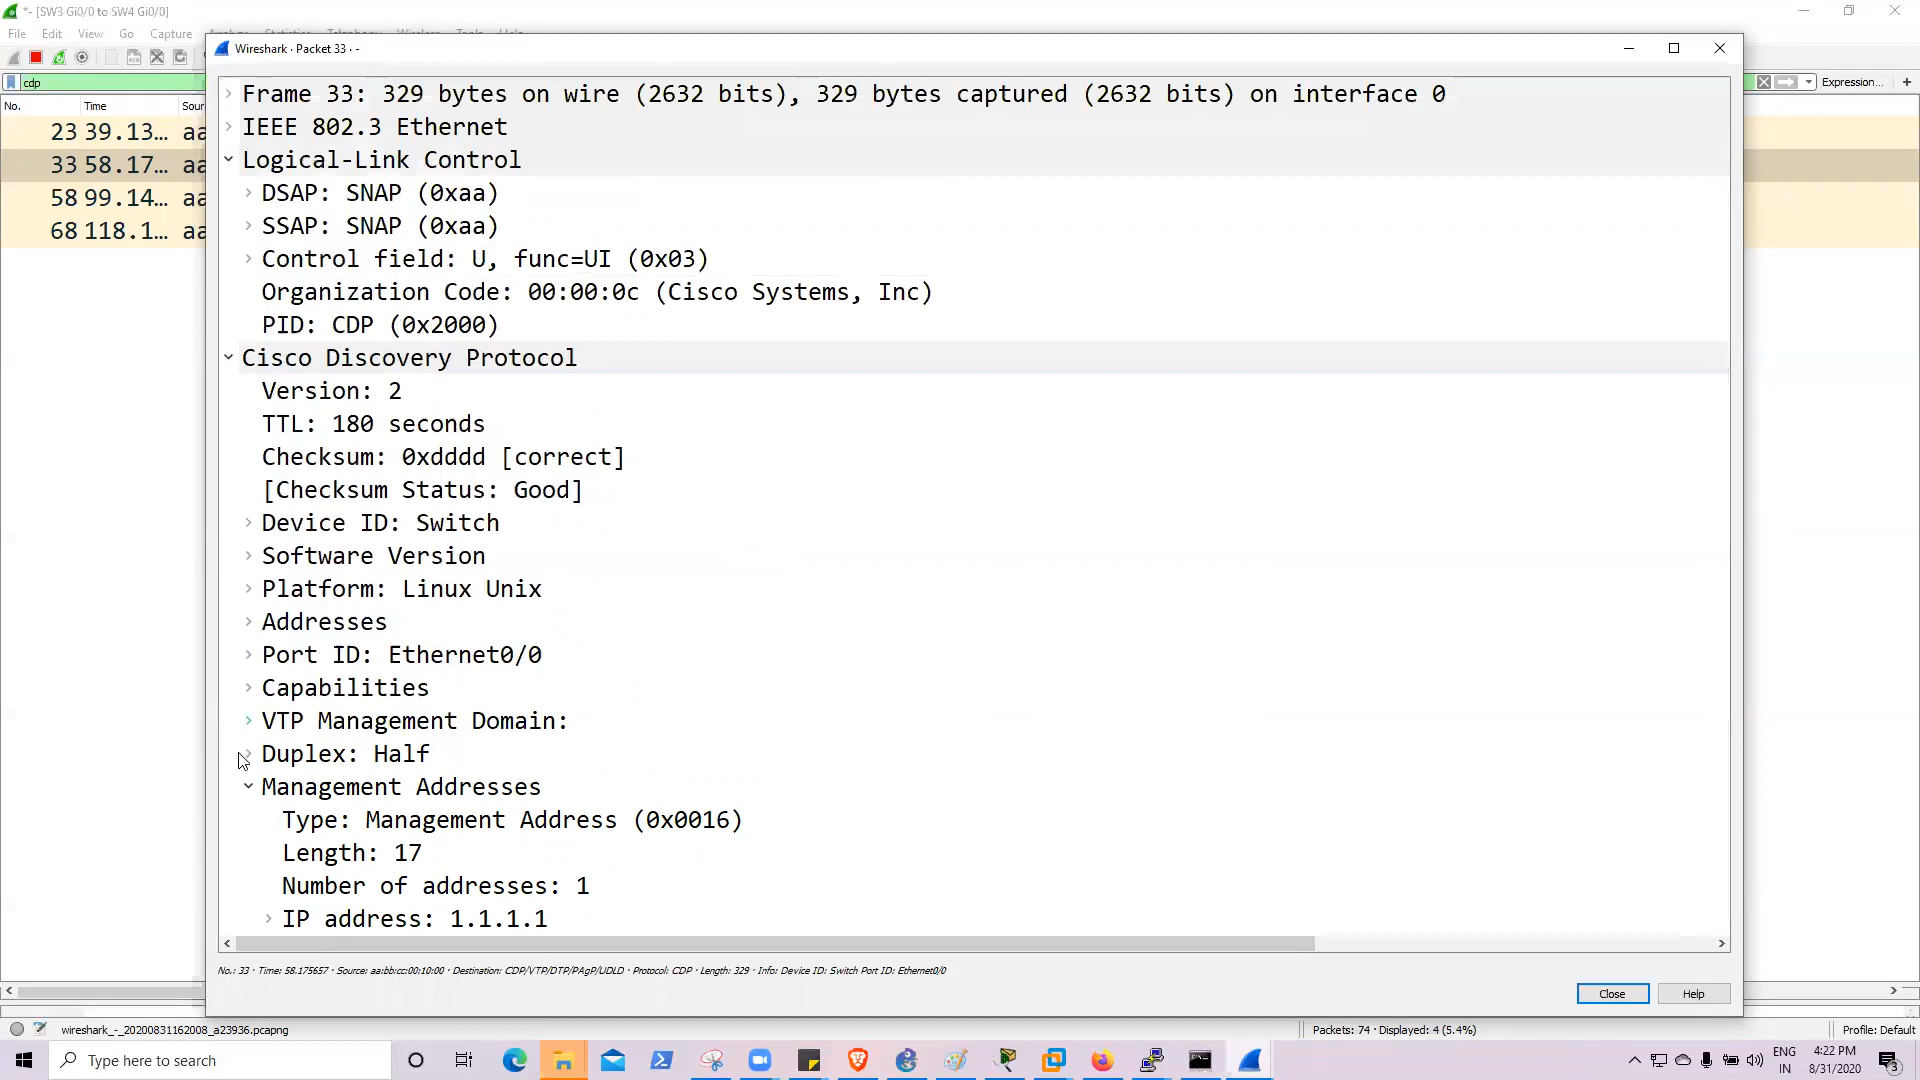 *- [SW3 Gi0/0 to SW4 Gi0/0]
File Edit View Go Capture
Wireshark · Packet 33 · -
cdp
Expression…
No. Time Sour
23 39.13… aa
33 58.17… aa
58 99.14… aa
68 118.1… aa
Frame 33: 329 bytes on wire (2632 bits), 329 bytes captured (2632 bits) on interface 0
IEEE 802.3 Ethernet
Logical-Link Control
DSAP: SNAP (0xaa)
SSAP: SNAP (0xaa)
Control field: U, func=UI (0x03)
Organization Code: 00:00:0c (Cisco Systems, Inc)
PID: CDP (0x2000)
Cisco Discovery Protocol
Version: 2
TTL: 180 seconds
Checksum: 0xdddd [correct]
[Checksum Status: Good]
Device ID: Switch
Software Version
Platform: Linux Unix
Addresses
Port ID: Ethernet0/0
Capabilities
VTP Management Domain:
Duplex: Half
Management Addresses
Type: Management Address (0x0016)
Length: 17
Number of addresses: 1
IP address: 1.1.1.1
No.: 33 · Time: 58.175657 · Source: aa:bb:cc:00:10:00 · Destination: CDP/VTP/DTP/PAgP/UDLD · Protocol: CDP · Length: 329 · Info: Device ID: Switch Port ID: Ethernet0/0
Close Help
wireshark_-_20200831162008_a23936.pcapng
Packets: 74 · Displayed: 4 (5.4%)
Profile: Default
Type here to search
ENG
IN
4:22 PM
8/31/2020
3